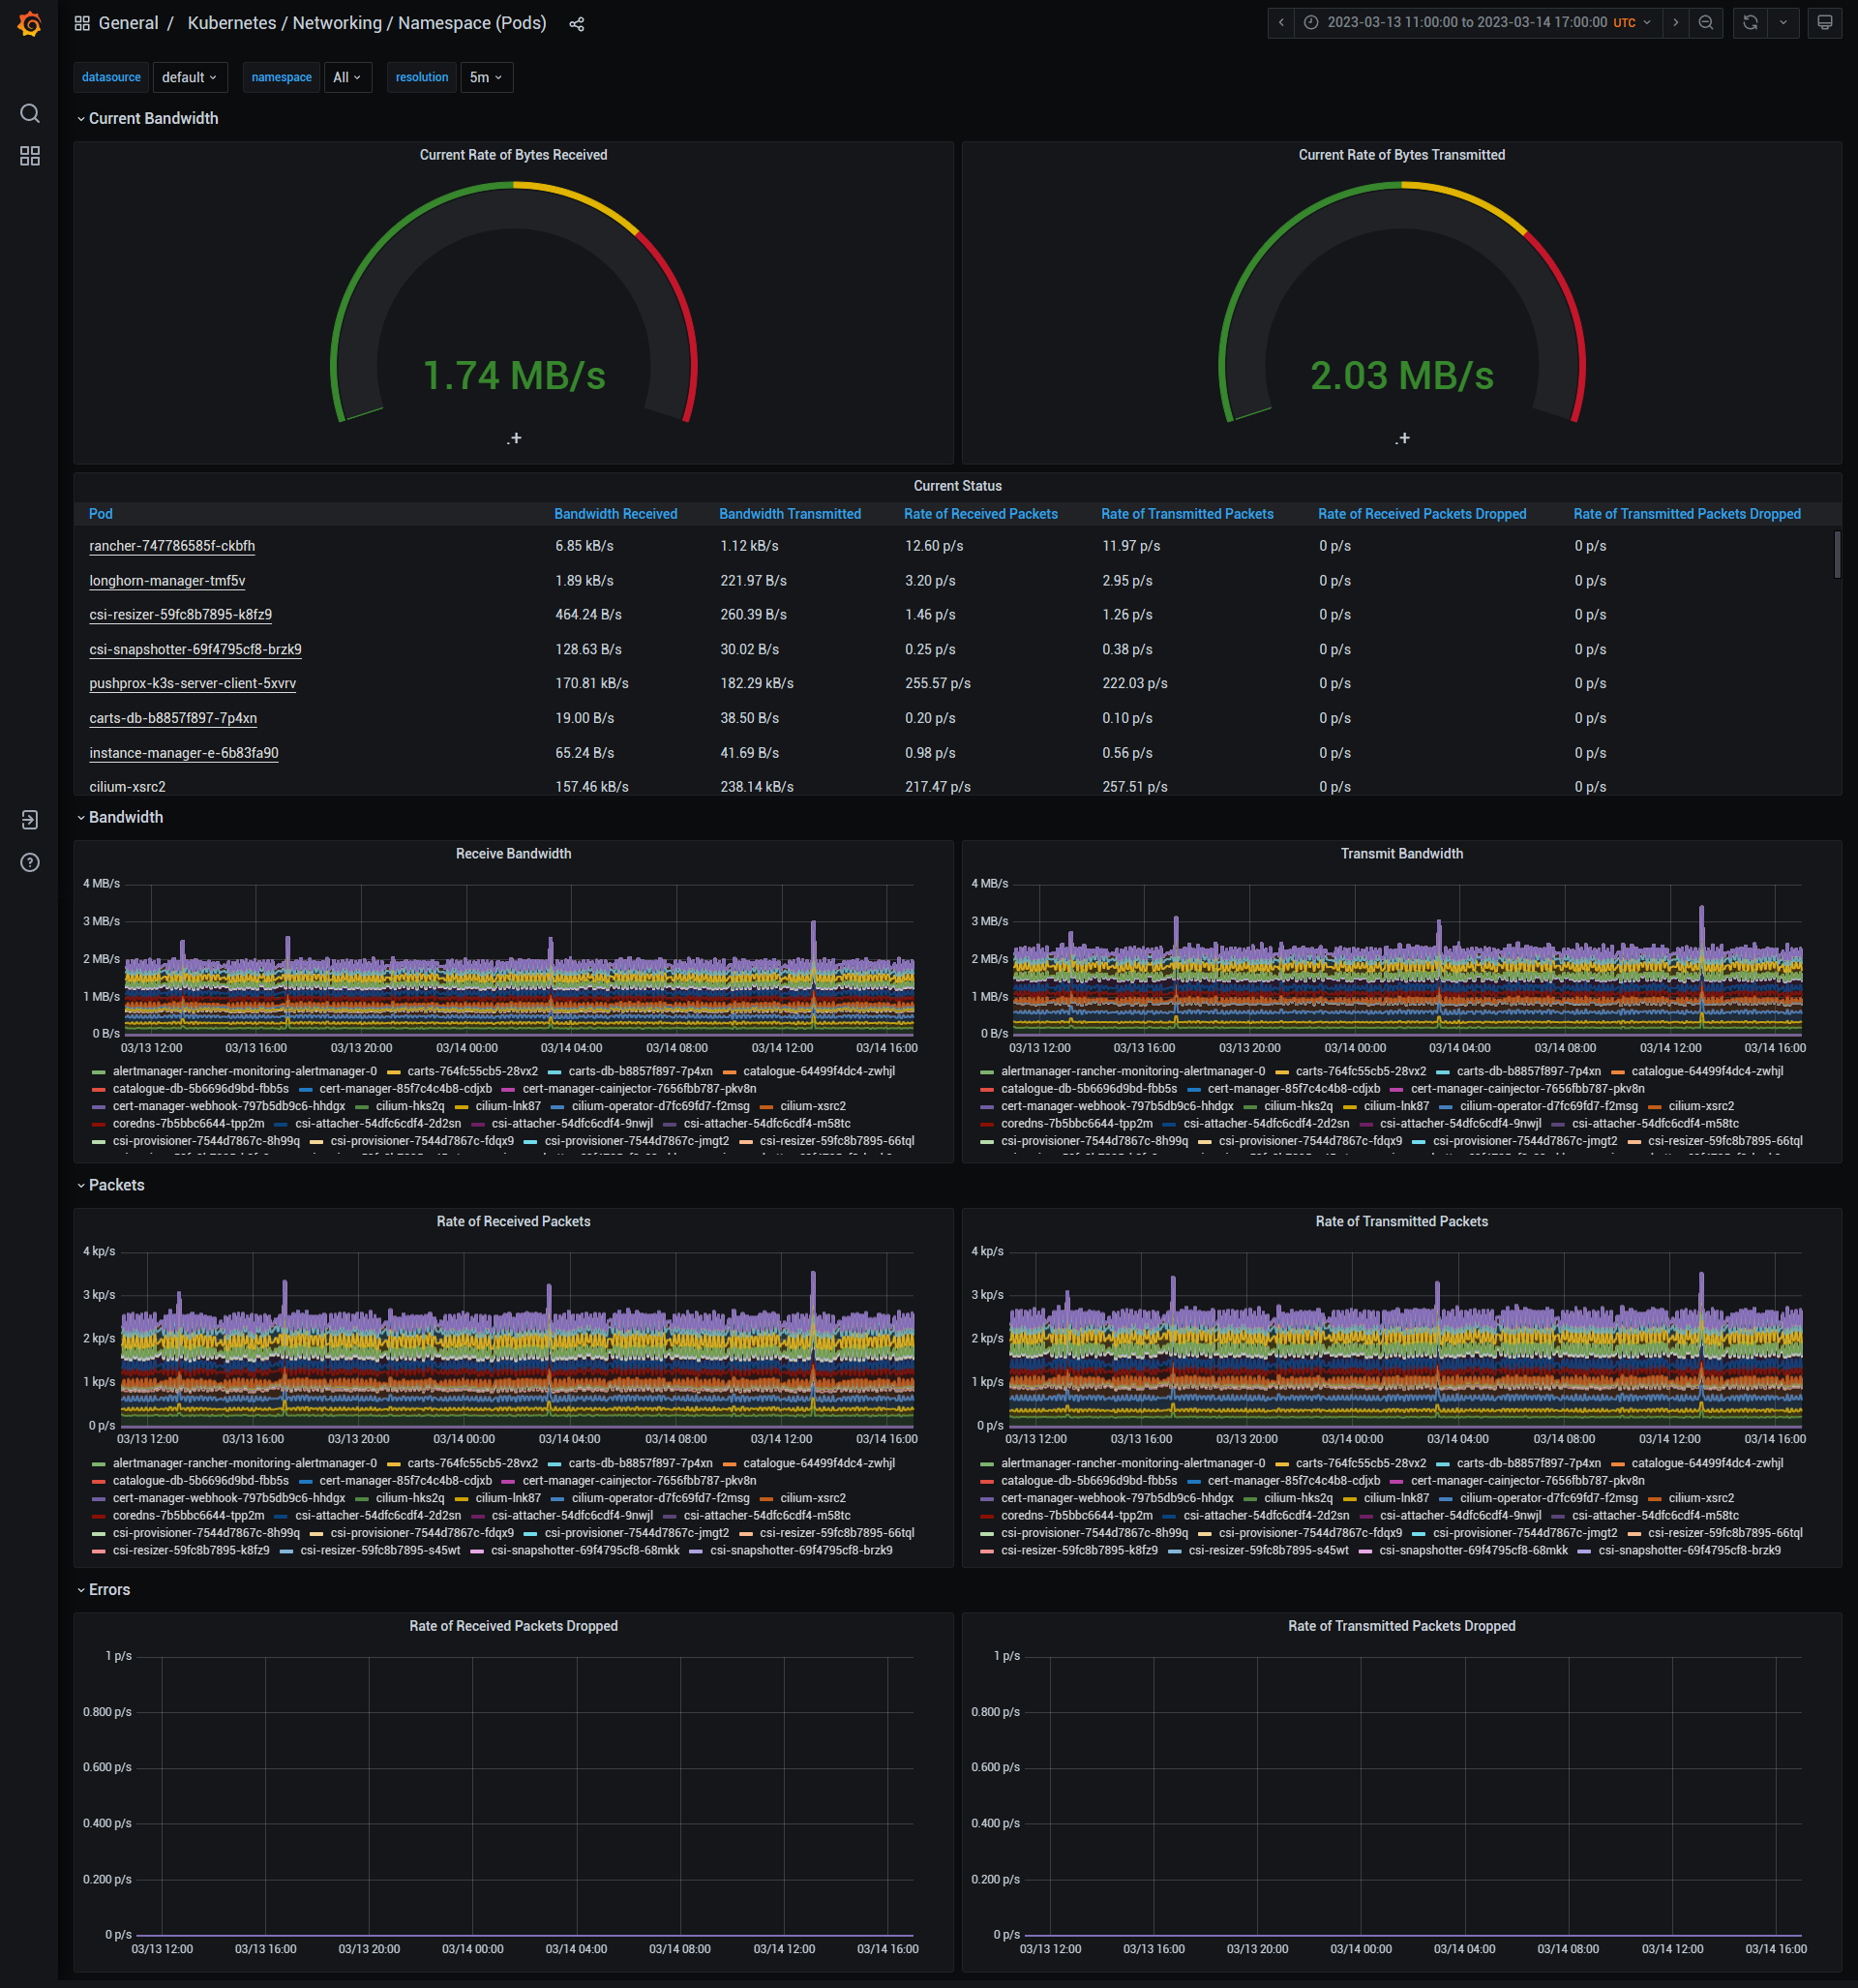 General / Kubernetes / Networking / Namespace (Pods)
2023-03-13 11:00:00 to 2023-03-14 17:00:00 UTC
datasource default namespace All resolution 5m
Current Bandwidth
Current Rate of Bytes Received
1.74 MB/s
.+
Current Rate of Bytes Transmitted
2.03 MB/s
.+
Current Status
Pod Bandwidth Received Bandwidth Transmitted Rate of Received Packets Rate of Transmitted Packets Rate of Received Packets Dropped Rate of Transmitted Packets Dropped
rancher-747786585f-ckbfh 6.85 kB/s 1.12 kB/s 12.60 p/s 11.97 p/s 0 p/s 0 p/s
longhorn-manager-tmf5v 1.89 kB/s 221.97 B/s 3.20 p/s 2.95 p/s 0 p/s 0 p/s
csi-resizer-59fc8b7895-k8fz9 464.24 B/s 260.39 B/s 1.46 p/s 1.26 p/s 0 p/s 0 p/s
csi-snapshotter-69f4795cf8-brzk9 128.63 B/s 30.02 B/s 0.25 p/s 0.38 p/s 0 p/s 0 p/s
pushprox-k3s-server-client-5xvrv 170.81 kB/s 182.29 kB/s 255.57 p/s 222.03 p/s 0 p/s 0 p/s
carts-db-b8857f897-7p4xn 19.00 B/s 38.50 B/s 0.20 p/s 0.10 p/s 0 p/s 0 p/s
instance-manager-e-6b83fa90 65.24 B/s 41.69 B/s 0.98 p/s 0.56 p/s 0 p/s 0 p/s
cilium-xsrc2 157.46 kB/s 238.14 kB/s 217.47 p/s 257.51 p/s 0 p/s 0 p/s
Bandwidth
Receive Bandwidth
4 MB/s
3 MB/s
2 MB/s
1 MB/s
0 B/s
03/13 12:00 03/13 16:00 03/13 20:00 03/14 00:00 03/14 04:00 03/14 08:00 03/14 12:00 03/14 16:00
alertmanager-rancher-monitoring-alertmanager-0 carts-764fc55cb5-28vx2 carts-db-b8857f897-7p4xn catalogue-64499f4dc4-zwhjl
catalogue-db-5b6696d9bd-fbb5s cert-manager-85f7c4c4b8-cdjxb cert-manager-cainjector-7656fbb787-pkv8n
cert-manager-webhook-797b5db9c6-hhdgx cilium-hks2q cilium-lnk87 cilium-operator-d7fc69fd7-f2msg cilium-xsrc2
coredns-7b5bbc6644-tpp2m csi-attacher-54dfc6cdf4-2d2sn csi-attacher-54dfc6cdf4-9nwjl csi-attacher-54dfc6cdf4-m58tc
csi-provisioner-7544d7867c-8h99q csi-provisioner-7544d7867c-fdqx9 csi-provisioner-7544d7867c-jmgt2 csi-resizer-59fc8b7895-66tql
Transmit Bandwidth
4 MB/s
3 MB/s
2 MB/s
1 MB/s
0 B/s
03/13 12:00 03/13 16:00 03/13 20:00 03/14 00:00 03/14 04:00 03/14 08:00 03/14 12:00 03/14 16:00
alertmanager-rancher-monitoring-alertmanager-0 carts-764fc55cb5-28vx2 carts-db-b8857f897-7p4xn catalogue-64499f4dc4-zwhjl
catalogue-db-5b6696d9bd-fbb5s cert-manager-85f7c4c4b8-cdjxb cert-manager-cainjector-7656fbb787-pkv8n
cert-manager-webhook-797b5db9c6-hhdgx cilium-hks2q cilium-lnk87 cilium-operator-d7fc69fd7-f2msg cilium-xsrc2
coredns-7b5bbc6644-tpp2m csi-attacher-54dfc6cdf4-2d2sn csi-attacher-54dfc6cdf4-9nwjl csi-attacher-54dfc6cdf4-m58tc
csi-provisioner-7544d7867c-8h99q csi-provisioner-7544d7867c-fdqx9 csi-provisioner-7544d7867c-jmgt2 csi-resizer-59fc8b7895-66tql
Packets
Rate of Received Packets
4 kp/s
3 kp/s
2 kp/s
1 kp/s
0 p/s
03/13 12:00 03/13 16:00 03/13 20:00 03/14 00:00 03/14 04:00 03/14 08:00 03/14 12:00 03/14 16:00
alertmanager-rancher-monitoring-alertmanager-0 carts-764fc55cb5-28vx2 carts-db-b8857f897-7p4xn catalogue-64499f4dc4-zwhjl
catalogue-db-5b6696d9bd-fbb5s cert-manager-85f7c4c4b8-cdjxb cert-manager-cainjector-7656fbb787-pkv8n
cert-manager-webhook-797b5db9c6-hhdgx cilium-hks2q cilium-lnk87 cilium-operator-d7fc69fd7-f2msg cilium-xsrc2
coredns-7b5bbc6644-tpp2m csi-attacher-54dfc6cdf4-2d2sn csi-attacher-54dfc6cdf4-9nwjl csi-attacher-54dfc6cdf4-m58tc
csi-provisioner-7544d7867c-8h99q csi-provisioner-7544d7867c-fdqx9 csi-provisioner-7544d7867c-jmgt2 csi-resizer-59fc8b7895-66tql
csi-resizer-59fc8b7895-k8fz9 csi-resizer-59fc8b7895-s45wt csi-snapshotter-69f4795cf8-68mkk csi-snapshotter-69f4795cf8-brzk9
Rate of Transmitted Packets
4 kp/s
3 kp/s
2 kp/s
1 kp/s
0 p/s
03/13 12:00 03/13 16:00 03/13 20:00 03/14 00:00 03/14 04:00 03/14 08:00 03/14 12:00 03/14 16:00
alertmanager-rancher-monitoring-alertmanager-0 carts-764fc55cb5-28vx2 carts-db-b8857f897-7p4xn catalogue-64499f4dc4-zwhjl
catalogue-db-5b6696d9bd-fbb5s cert-manager-85f7c4c4b8-cdjxb cert-manager-cainjector-7656fbb787-pkv8n
cert-manager-webhook-797b5db9c6-hhdgx cilium-hks2q cilium-lnk87 cilium-operator-d7fc69fd7-f2msg cilium-xsrc2
coredns-7b5bbc6644-tpp2m csi-attacher-54dfc6cdf4-2d2sn csi-attacher-54dfc6cdf4-9nwjl csi-attacher-54dfc6cdf4-m58tc
csi-provisioner-7544d7867c-8h99q csi-provisioner-7544d7867c-fdqx9 csi-provisioner-7544d7867c-jmgt2 csi-resizer-59fc8b7895-66tql
csi-resizer-59fc8b7895-k8fz9 csi-resizer-59fc8b7895-s45wt csi-snapshotter-69f4795cf8-68mkk csi-snapshotter-69f4795cf8-brzk9
Errors
Rate of Received Packets Dropped
1 p/s
0.800 p/s
0.600 p/s
0.400 p/s
0.200 p/s
0 p/s
03/13 12:00 03/13 16:00 03/13 20:00 03/14 00:00 03/14 04:00 03/14 08:00 03/14 12:00 03/14 16:00
Rate of Transmitted Packets Dropped
1 p/s
0.800 p/s
0.600 p/s
0.400 p/s
0.200 p/s
0 p/s
03/13 12:00 03/13 16:00 03/13 20:00 03/14 00:00 03/14 04:00 03/14 08:00 03/14 12:00 03/14 16:00